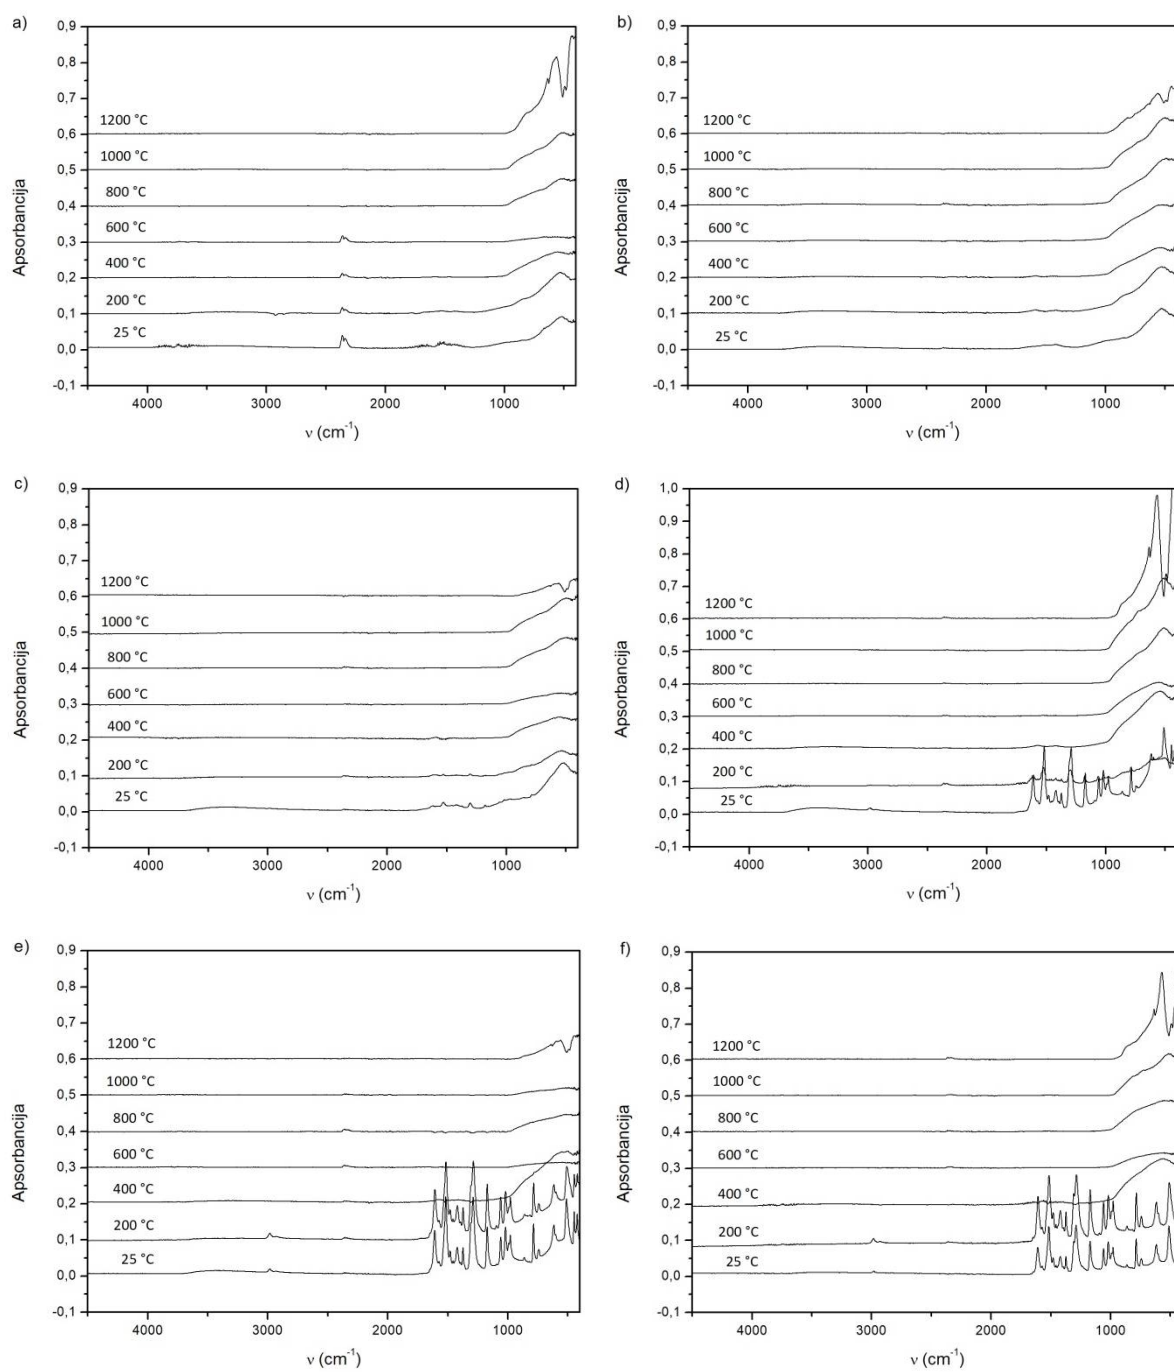 a)
0,9
0,8
0,7
0,6
0,5
0,4
0,3
0,2
0,1
0,0
-0,1
Apsorbancija
1200 °C
1000 °C
800 °C
600 °C
400 °C
200 °C
25 °C
4000 3000 2000 1000
ν (cm-1)
b)
0,9
0,8
0,7
0,6
0,5
0,4
0,3
0,2
0,1
0,0
-0,1
Apsorbancija
1200 °C
1000 °C
800 °C
600 °C
400 °C
200 °C
25 °C
4000 3000 2000 1000
ν (cm-1)
c)
0,9
0,8
0,7
0,6
0,5
0,4
0,3
0,2
0,1
0,0
-0,1
Apsorbancija
1200 °C
1000 °C
800 °C
600 °C
400 °C
200 °C
25 °C
4000 3000 2000 1000
ν (cm-1)
d)
1,0
0,9
0,8
0,7
0,6
0,5
0,4
0,3
0,2
0,1
0,0
-0,1
Apsorbancija
1200 °C
1000 °C
800 °C
600 °C
400 °C
200 °C
25 °C
4000 3000 2000 1000
ν (cm-1)
e)
0,9
0,8
0,7
0,6
0,5
0,4
0,3
0,2
0,1
0,0
-0,1
Apsorbancija
1200 °C
1000 °C
800 °C
600 °C
400 °C
200 °C
25 °C
4000 3000 2000 1000
ν (cm-1)
f)
0,9
0,8
0,7
0,6
0,5
0,4
0,3
0,2
0,1
0,0
-0,1
Apsorbancija
1200 °C
1000 °C
800 °C
600 °C
400 °C
200 °C
25 °C
4000 3000 2000 1000
ν (cm-1)